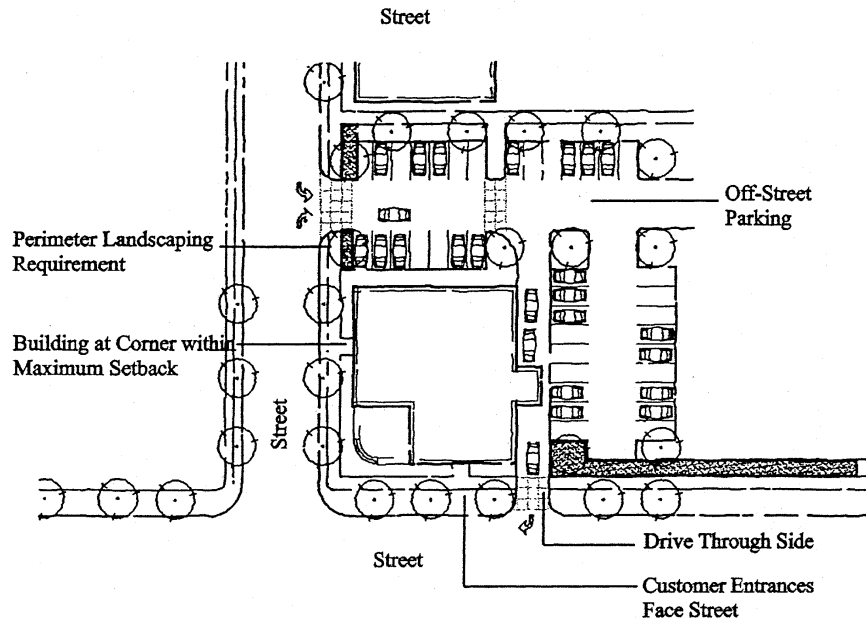 Street
Off-Street
Parking
Perimeter Landscaping
Requirement
Building at Corner within
Maximum Setback
Street
Street
Drive Through Side
Customer Entrances
Face Street